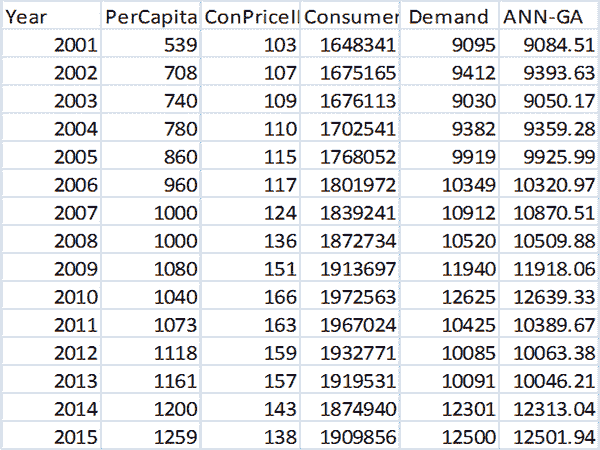 Year PerCapita ConPriceII Consumer Demand ANN-GA
2001 539 103 1648341 9095 9084.51
2002 708 107 1675165 9412 9393.63
2003 740 109 1676113 9030 9050.17
2004 780 110 1702541 9382 9359.28
2005 860 115 1768052 9919 9925.99
2006 960 117 1801972 10349 10320.97
2007 1000 124 1839241 10912 10870.51
2008 1000 136 1872734 10520 10509.88
2009 1080 151 1913697 11940 11918.06
2010 1040 166 1972563 12625 12639.33
2011 1073 163 1967024 10425 10389.67
2012 1118 159 1932771 10085 10063.38
2013 1161 157 1919531 10091 10046.21
2014 1200 143 1874940 12301 12313.04
2015 1259 138 1909856 12500 12501.94